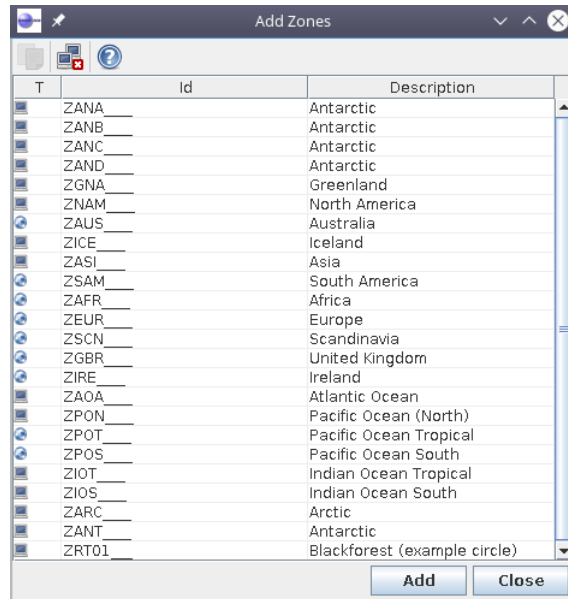 Add Zones
T Id Description
ZANA___ Antarctic
ZANB___ Antarctic
ZANC___ Antarctic
ZAND___ Antarctic
ZGNA___ Greenland
ZNAM___ North America
ZAUS___ Australia
ZICE___ Iceland
ZASI___ Asia
ZSAM___ South America
ZAFR___ Africa
ZEUR___ Europe
ZSCN___ Scandinavia
ZGBR___ United Kingdom
ZIRE___ Ireland
ZAOA___ Atlantic Ocean
ZPON___ Pacific Ocean (North)
ZPOT___ Pacific Ocean Tropical
ZPOS___ Pacific Ocean South
ZIOT___ Indian Ocean Tropical
ZIOS___ Indian Ocean South
ZARC___ Arctic
ZANT___ Antarctic
ZRT01__ Blackforest (example circle)
Add Close